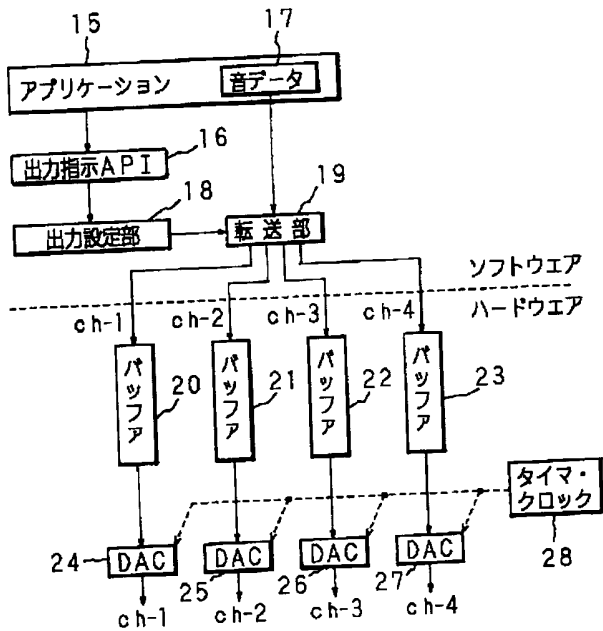 15
17
アプリケーション
音データ
16
出力指示API
18
19
出力設定部
転送部
ソフトウエア
ハードウエア
ch-1
ch-2
ch-3
ch-4
バッファ
バッファ
バッファ
バッファ
20
21
22
23
タイマ・
クロック
28
24
DAC
DAC
DAC
DAC
25
26
27
ch-1
ch-2
ch-3
ch-4